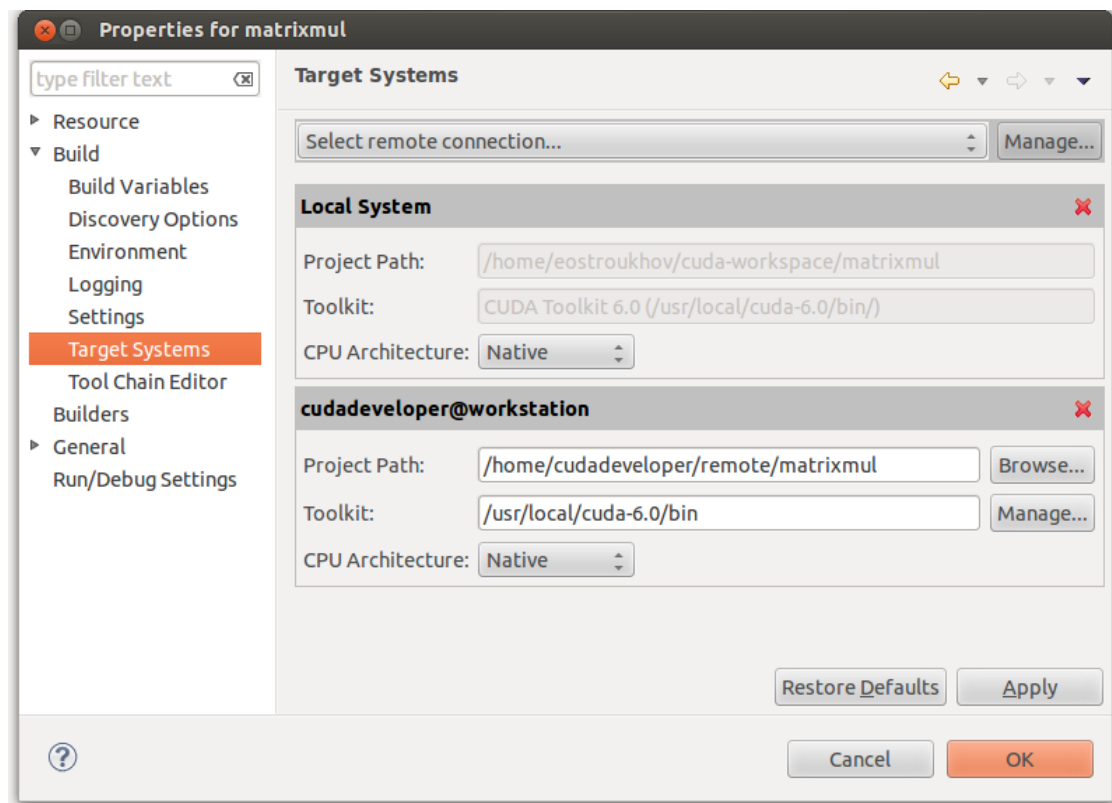 Properties for matrixmul
type filter text
Resource
Build
Build Variables
Discovery Options
Environment
Logging
Settings
Target Systems
Tool Chain Editor
Builders
General
Run/Debug Settings
Target Systems
Select remote connection... Manage...
Local System
Project Path: /home/eostroukhov/cuda-workspace/matrixmul
Toolkit: CUDA Toolkit 6.0 (/usr/local/cuda-6.0/bin/)
CPU Architecture: Native
cudadeveloper@workstation
Project Path: /home/cudadeveloper/remote/matrixmul Browse...
Toolkit: /usr/local/cuda-6.0/bin Manage...
CPU Architecture: Native
Restore Defaults Apply
? Cancel OK